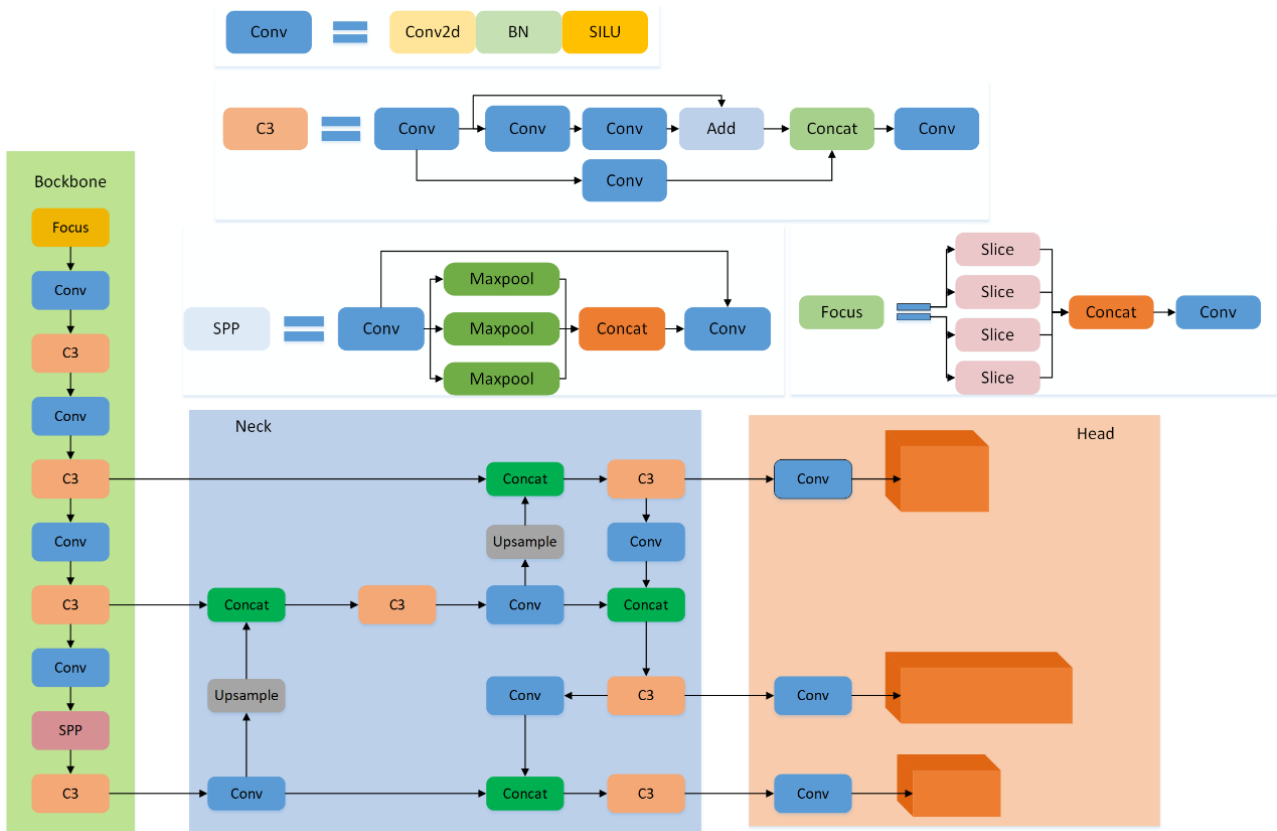 Conv Conv2d BN SILU
C3 Conv Conv Conv Add Concat Conv
Conv
Bockbone
Focus
Conv
C3
Conv
C3
Conv
C3
Conv
SPP
C3
Maxpool
SPP Conv Maxpool Concat Conv
Maxpool
Slice
Slice
Focus Concat Conv
Slice
Slice
Neck
Concat C3
Upsample Conv
Concat C3 Conv Concat
Upsample Conv C3
Conv Concat C3
Head
Conv
Conv
Conv